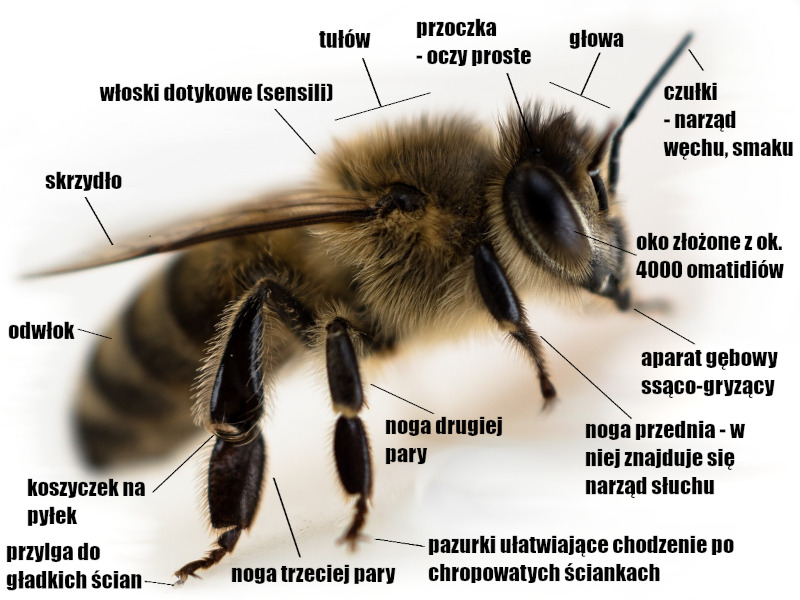 tułów
przoczka
- oczy proste
głowa
włoski dotykowe (sensili)
czułki
- narząd
węchu, smaku
skrzydło
oko złożone z ok.
4000 omatidiów
odwłok
aparat gębowy
ssąco-gryzący
noga drugiej
pary
noga przednia - w
niej znajduje się
narząd słuchu
koszyczek na
pyłek
przylga do
gładkich ścian
noga trzeciej pary
pazurki ułatwiające chodzenie po
chropowatych ściankach